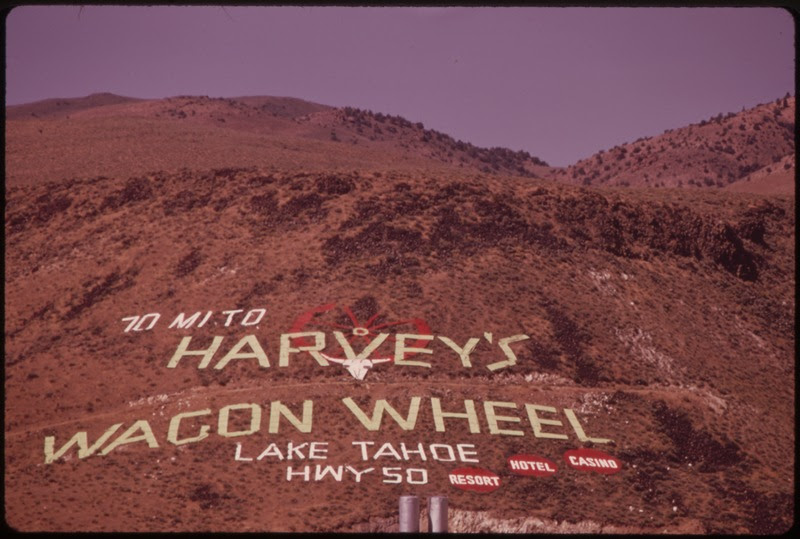 70 MI.TO
HARVEY'S
WAGON WHEEL
LAKE TAHOE
HWY 50
RESORT HOTEL CASINO